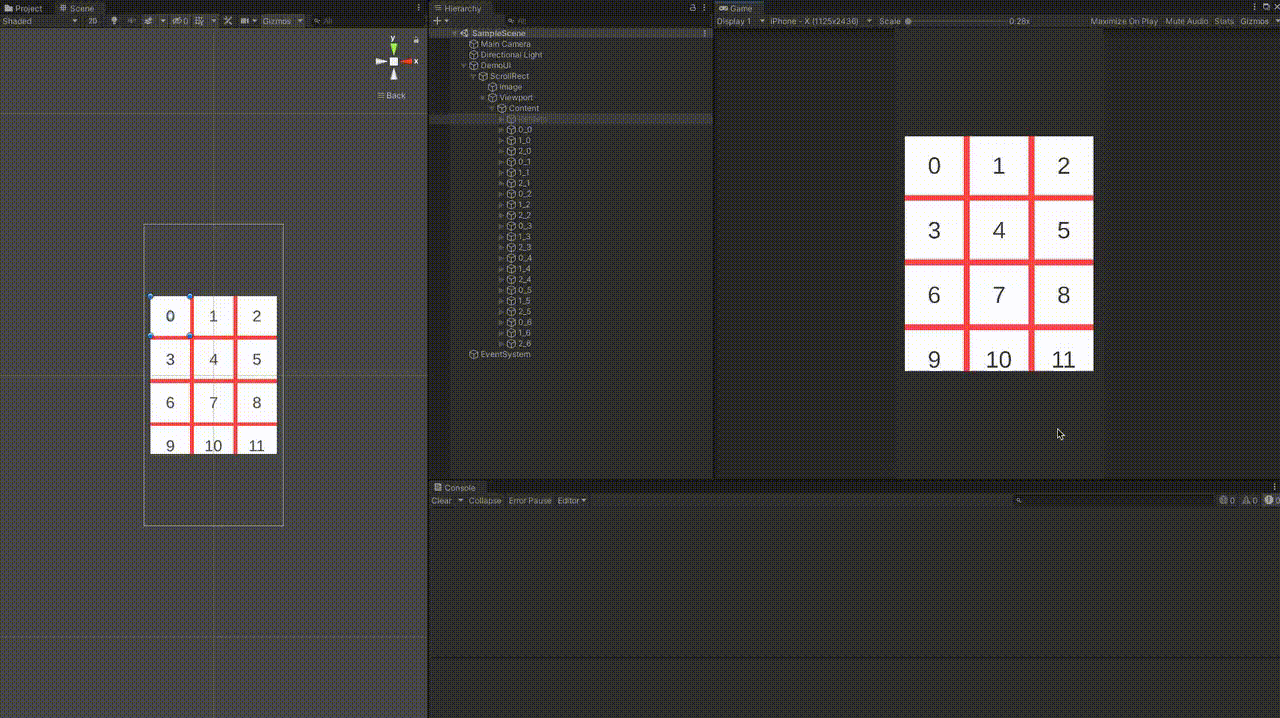 Project Scene
Shaded 2D 0 Gizmos All
y
x
Back
0 1 2
3 4 5
6 7 8
9 10 11
Hierarchy
+ All
SampleScene
Main Camera
Directional Light
DemoUI
ScrollRect
Image
Viewport
Content
0_0
1_0
2_0
0_1
1_1
2_1
0_2
1_2
2_2
0_3
1_3
2_3
0_4
1_4
2_4
0_5
1_5
2_5
0_6
1_6
2_6
EventSystem
Game
Display 1 iPhone - X (1125x2436) Scale 0.28x Maximize On Play Mute Audio Stats Gizmos
0 1 2
3 4 5
6 7 8
9 10 11
Console
Clear Collapse Error Pause Editor 0 0 0